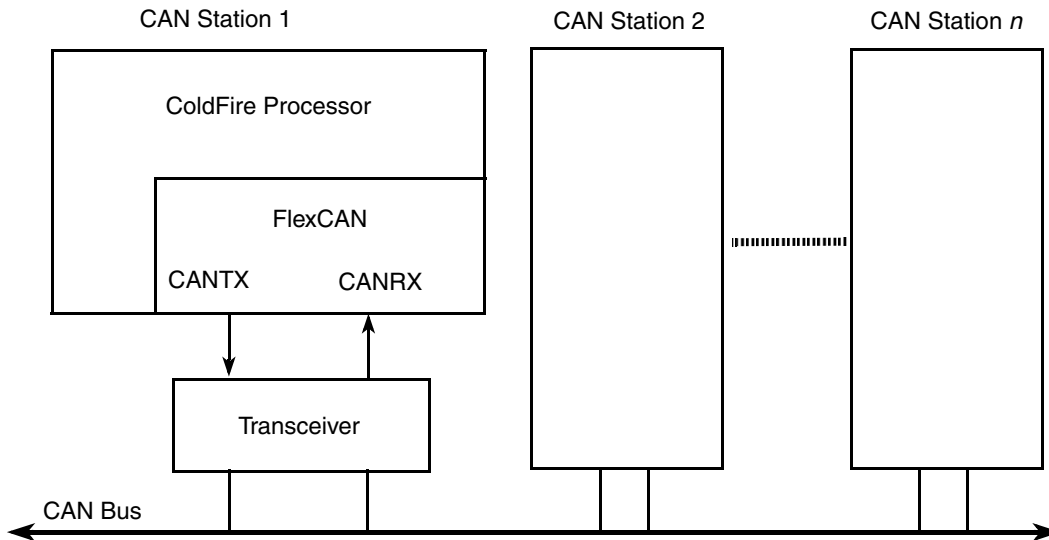 CAN Station 1
CAN Station 2
CAN Station n
ColdFire Processor
FlexCAN
CANTX
CANRX
Transceiver
CAN Bus